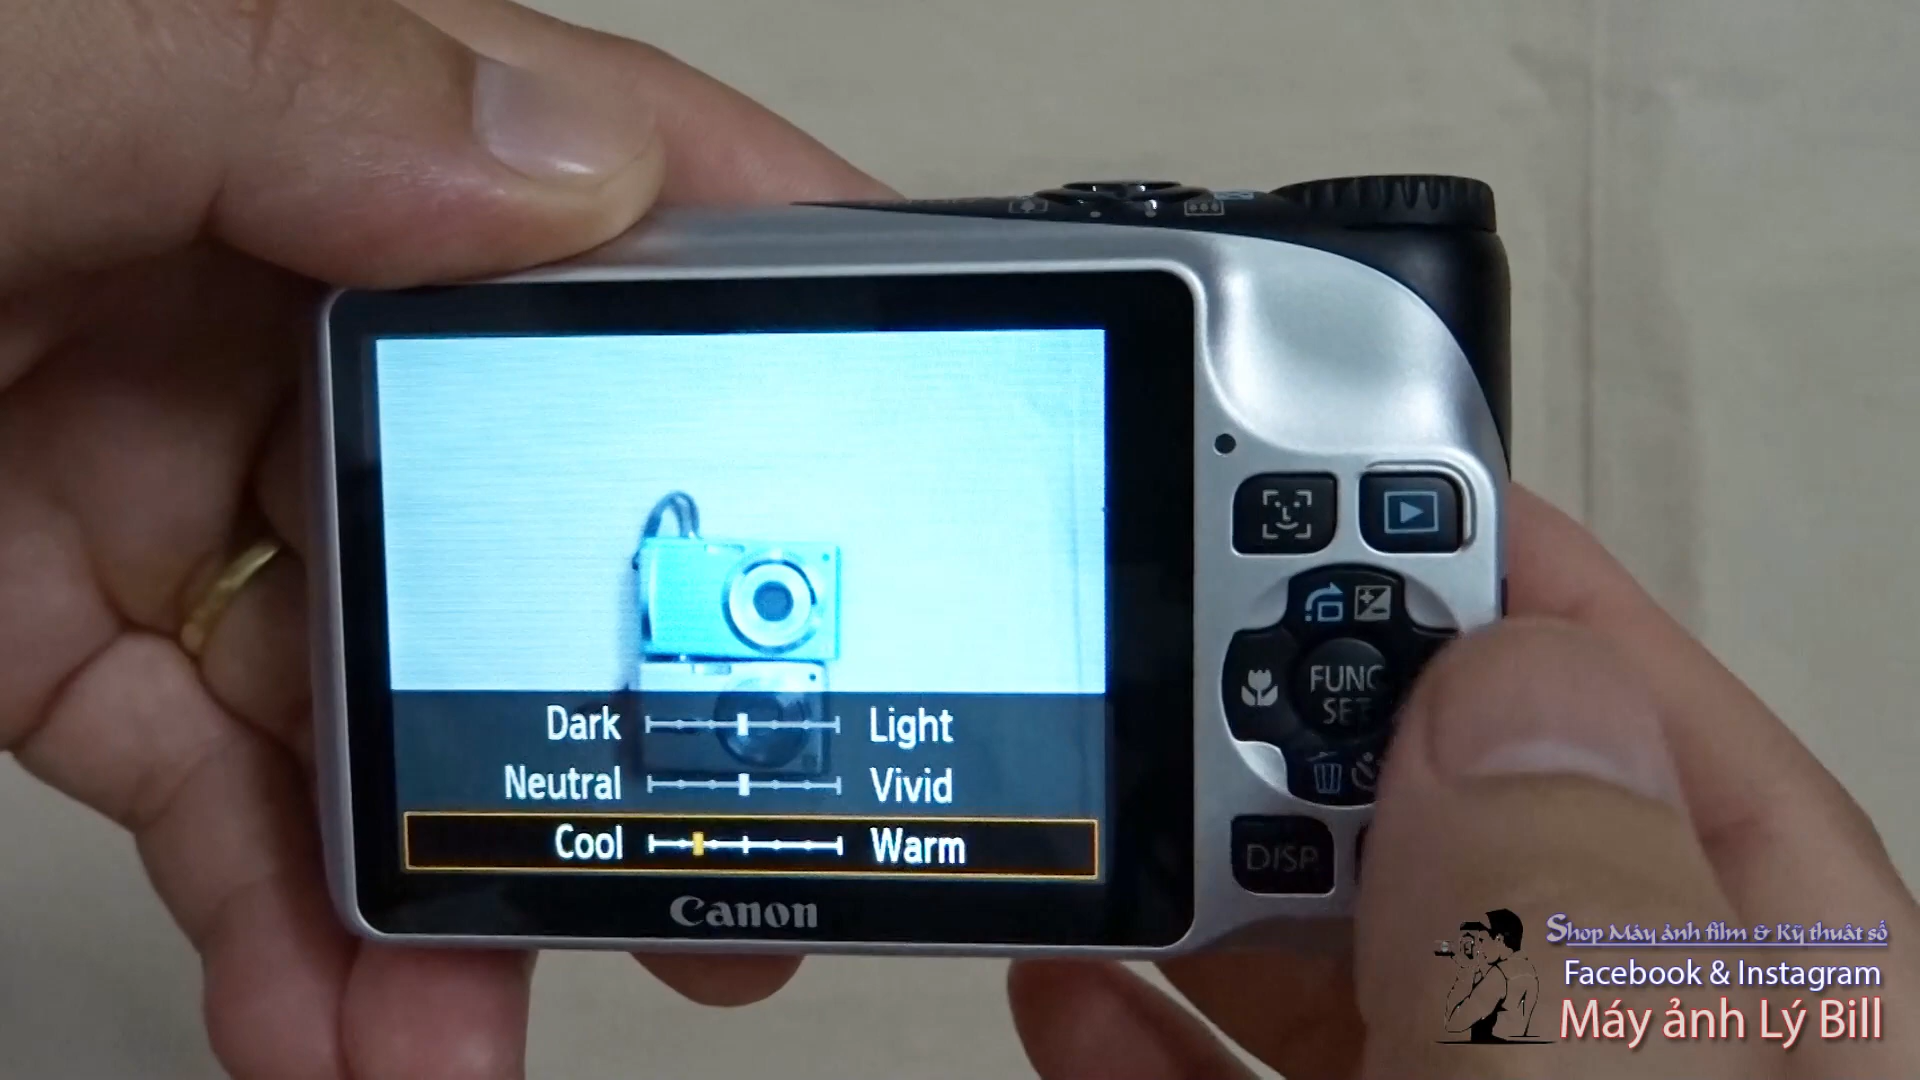 Dark Light
Neutral Vivid
Cool Warm
Canon
FUNC
SET
DISP.
Shop Máy ảnh film & Kỹ thuât số
Facebook & Instagram
Máy ảnh Lý Bill